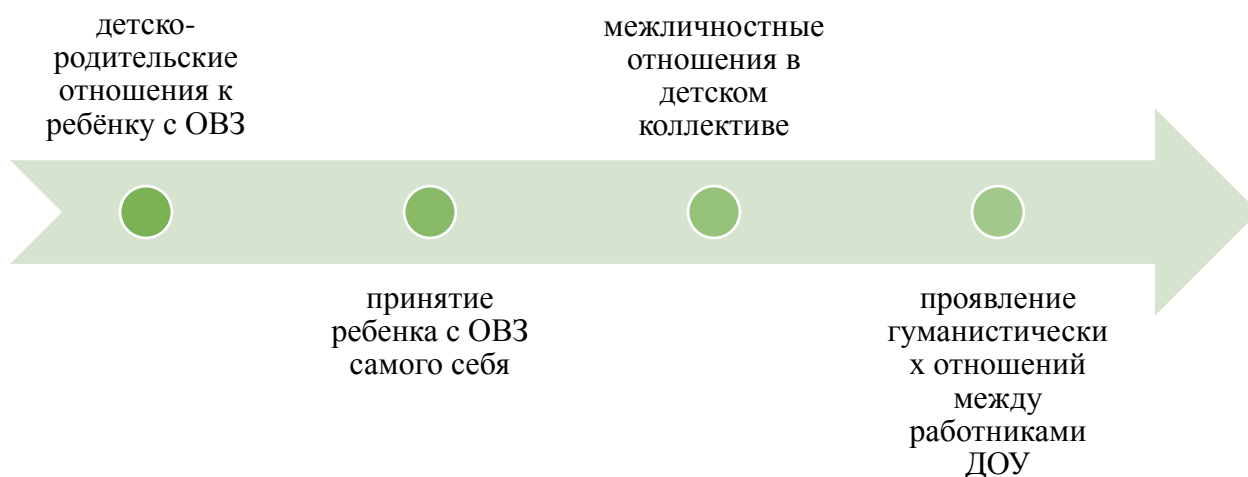 детско-
родительские
отношения к
ребёнку с ОВЗ
принятие
ребенка с ОВЗ
самого себя
межличностные
отношения в
детском
коллективе
проявление
гуманистически
х отношений
между
работниками
ДОУ